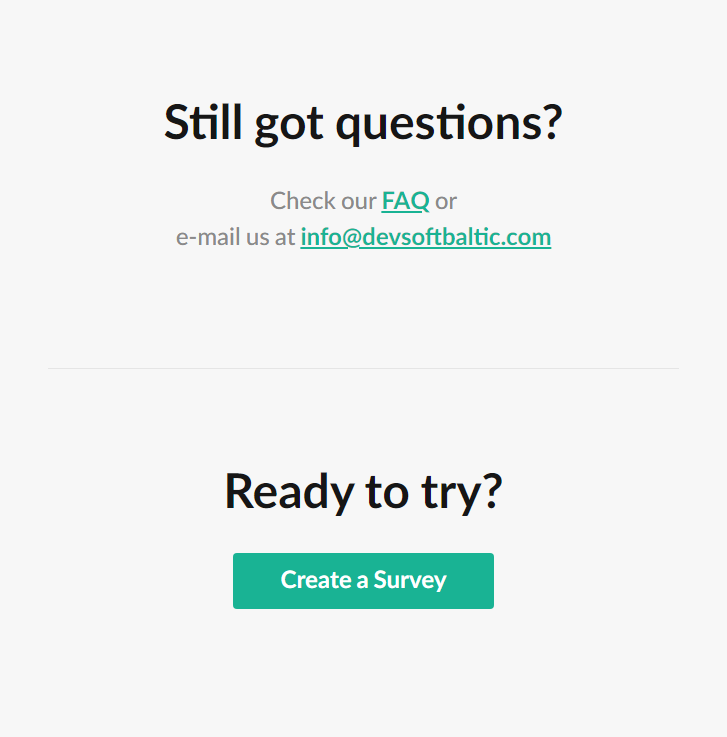 Still got questions?
Check our FAQ or
e-mail us at info@devsoftbaltic.com
Ready to try?
Create a Survey